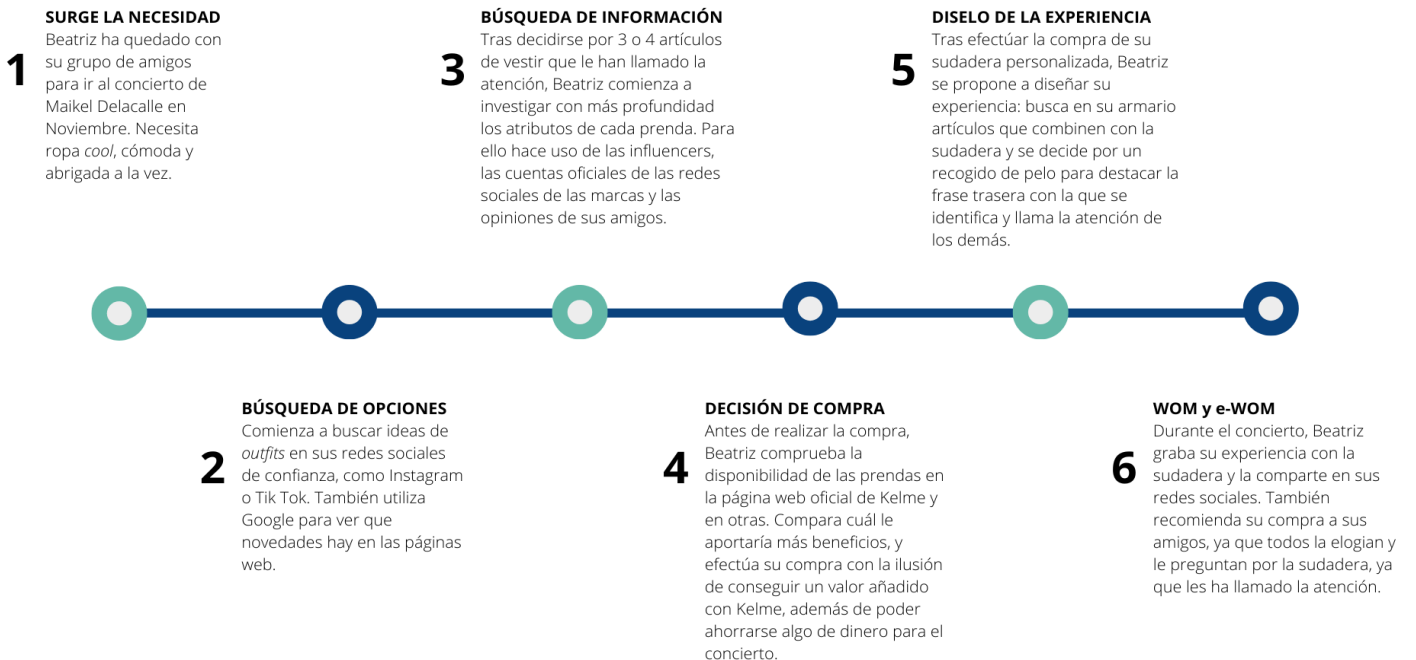 1
SURGE LA NECESIDAD
Beatriz ha quedado con
su grupo de amigos
para ir al concierto de
Maikel Delacalle en
Noviembre. Necesita
ropa cool, cómoda y
abrigada a la vez.
2
BÚSQUEDA DE OPCIONES
Comienza a buscar ideas de
outfits en sus redes sociales
de confianza, como Instagram
o Tik Tok. También utiliza
Google para ver que
novedades hay en las páginas
web.
3
BÚSQUEDA DE INFORMACIÓN
Tras decidirse por 3 o 4 artículos
de vestir que le han llamado la
atención, Beatriz comienza a
investigar con más profundidad
los atributos de cada prenda. Para
ello hace uso de las influencers,
las cuentas oficiales de las redes
sociales de las marcas y las
opiniones de sus amigos.
4
DECISIÓN DE COMPRA
Antes de realizar la compra,
Beatriz comprueba la
disponibilidad de las prendas en
la página web oficial de Kelme y
en otras. Compara cuál le
aportaría más beneficios, y
efectúa su compra con la ilusión
de conseguir un valor añadido
con Kelme, además de poder
ahorrarse algo de dinero para el
concierto.
5
DISELO DE LA EXPERIENCIA
Tras efectúar la compra de su
sudadera personalizada, Beatriz
se propone a diseñar su
experiencia: busca en su armario
artículos que combinen con la
sudadera y se decide por un
recogido de pelo para destacar la
frase trasera con la que se
identifica y llama la atención de
los demás.
6
WOM y e-WOM
Durante el concierto, Beatriz
graba su experiencia con la
sudadera y la comparte en sus
redes sociales. También
recomienda su compra a sus
amigos, ya que todos la elogian y
le preguntan por la sudadera, ya
que les ha llamado la atención.